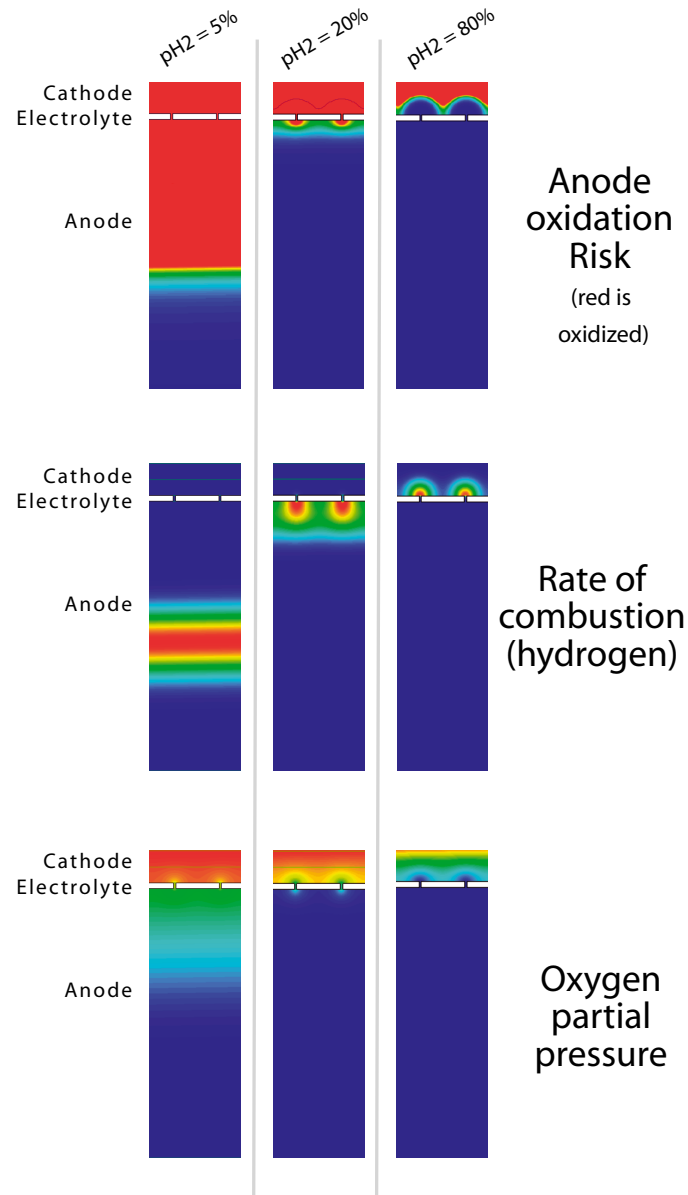 pH2 = 5%
pH2 = 20%
pH2 = 80%
Cathode
Electrolyte
Anode
Anode
oxidation
Risk
(red is
oxidized)
Cathode
Electrolyte
Anode
Rate of
combustion
(hydrogen)
Cathode
Electrolyte
Anode
Oxygen
partial
pressure